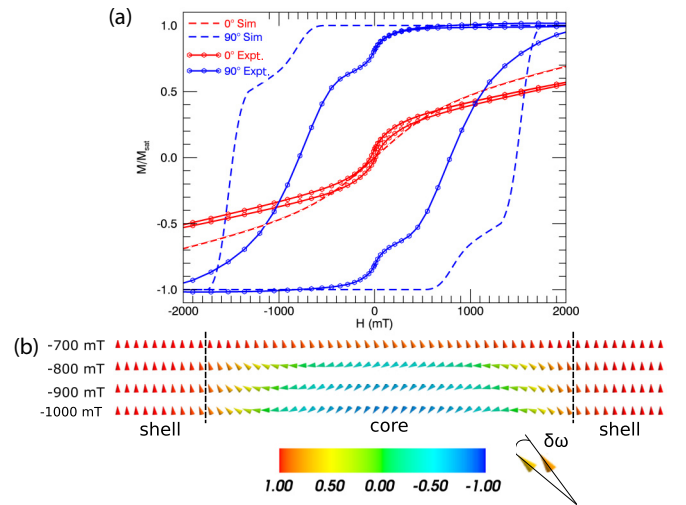 (a)
1.0
0.5
0.0
-0.5
-1.0
M/Msat
0° Sim
90° Sim
0° Expt.
90° Expt.
-2000 -1000 0 1000 2000
H (mT)
(b)
-700 mT
-800 mT
-900 mT
-1000 mT
shell core shell
δω
1.00 0.50 0.00 -0.50 -1.00